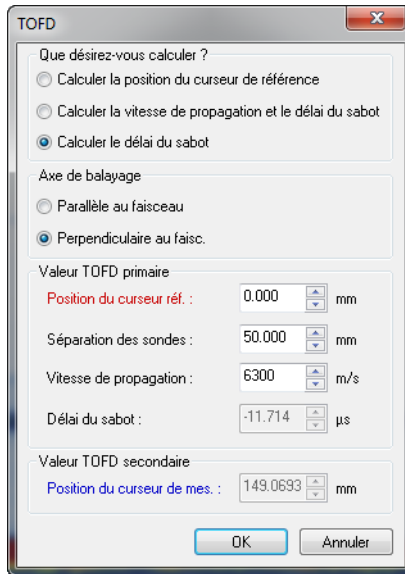 TOFD
Que désirez-vous calculer ?
Calculer la position du curseur de référence
Calculer la vitesse de propagation et le délai du sabot
Calculer le délai du sabot
Axe de balayage
Parallèle au faisceau
Perpendiculaire au faisc.
Valeur TOFD primaire
Position du curseur réf. : 0.000 mm
Séparation des sondes : 50.000 mm
Vitesse de propagation : 6300 m/s
Délai du sabot : -11.714 µs
Valeur TOFD secondaire
Position du curseur de mes. : 149.0693 mm
OK Annuler